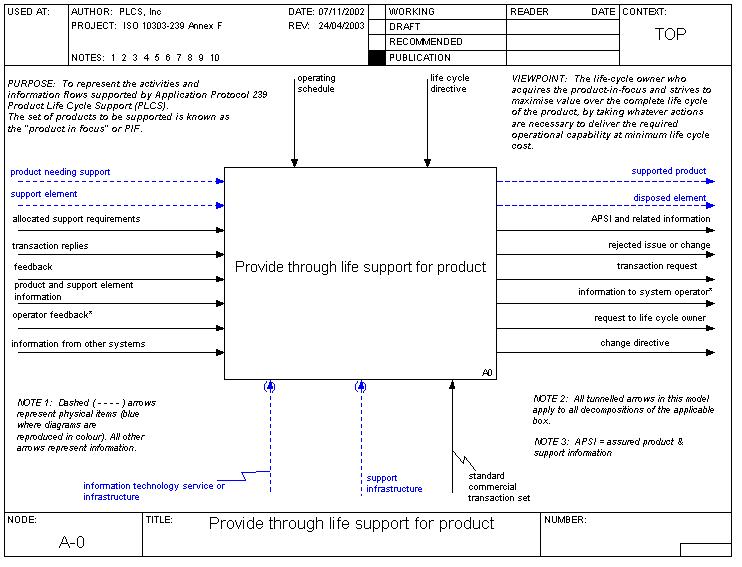 USED AT:
AUTHOR: PLCS, Inc
DATE: 07/11/2002
PROJECT: ISO 10303-239 Annex F
REV: 24/04/2003
NOTES: 1 2 3 4 5 6 7 8 9 10
WORKING
DRAFT
RECOMMENDED
PUBLICATION
READER
DATE
CONTEXT:
TOP
PURPOSE: To represent the activities and
information flows supported by Application Protocol 239
Product Life Cycle Support (PLCS).
The set of products to be supported is known as
the "product in focus" or PIF.
operating
schedule
life cycle
directive
VIEWPOINT: The life-cycle owner who
acquires the product-in-focus and strives to
maximise value over the complete life cycle
of the product, by taking whatever actions
are necessary to deliver the required
operational capability at minimum life cycle
cost.
product needing support
support element
allocated support requirements
transaction replies
feedback
product and support element
information
operator feedback*
information from other systems
Provide through life support for product
A0
supported product
disposed element
APSI and related information
rejected issue or change
transaction request
information to system operator*
request to life cycle owner
change directive
NOTE 1: Dashed ( - - - - ) arrows
represent physical items (blue
where diagrams are
reproduced in colour). All other
arrows represent information.
information technology service or
infrastructure
support
infrastructure
standard
commercial
transaction set
NOTE 2: All tunnelled arrows in this model
apply to all decompositions of the applicable
box.
NOTE 3: APSI = assured product &
support information
NODE:
A-0
TITLE:
Provide through life support for product
NUMBER: